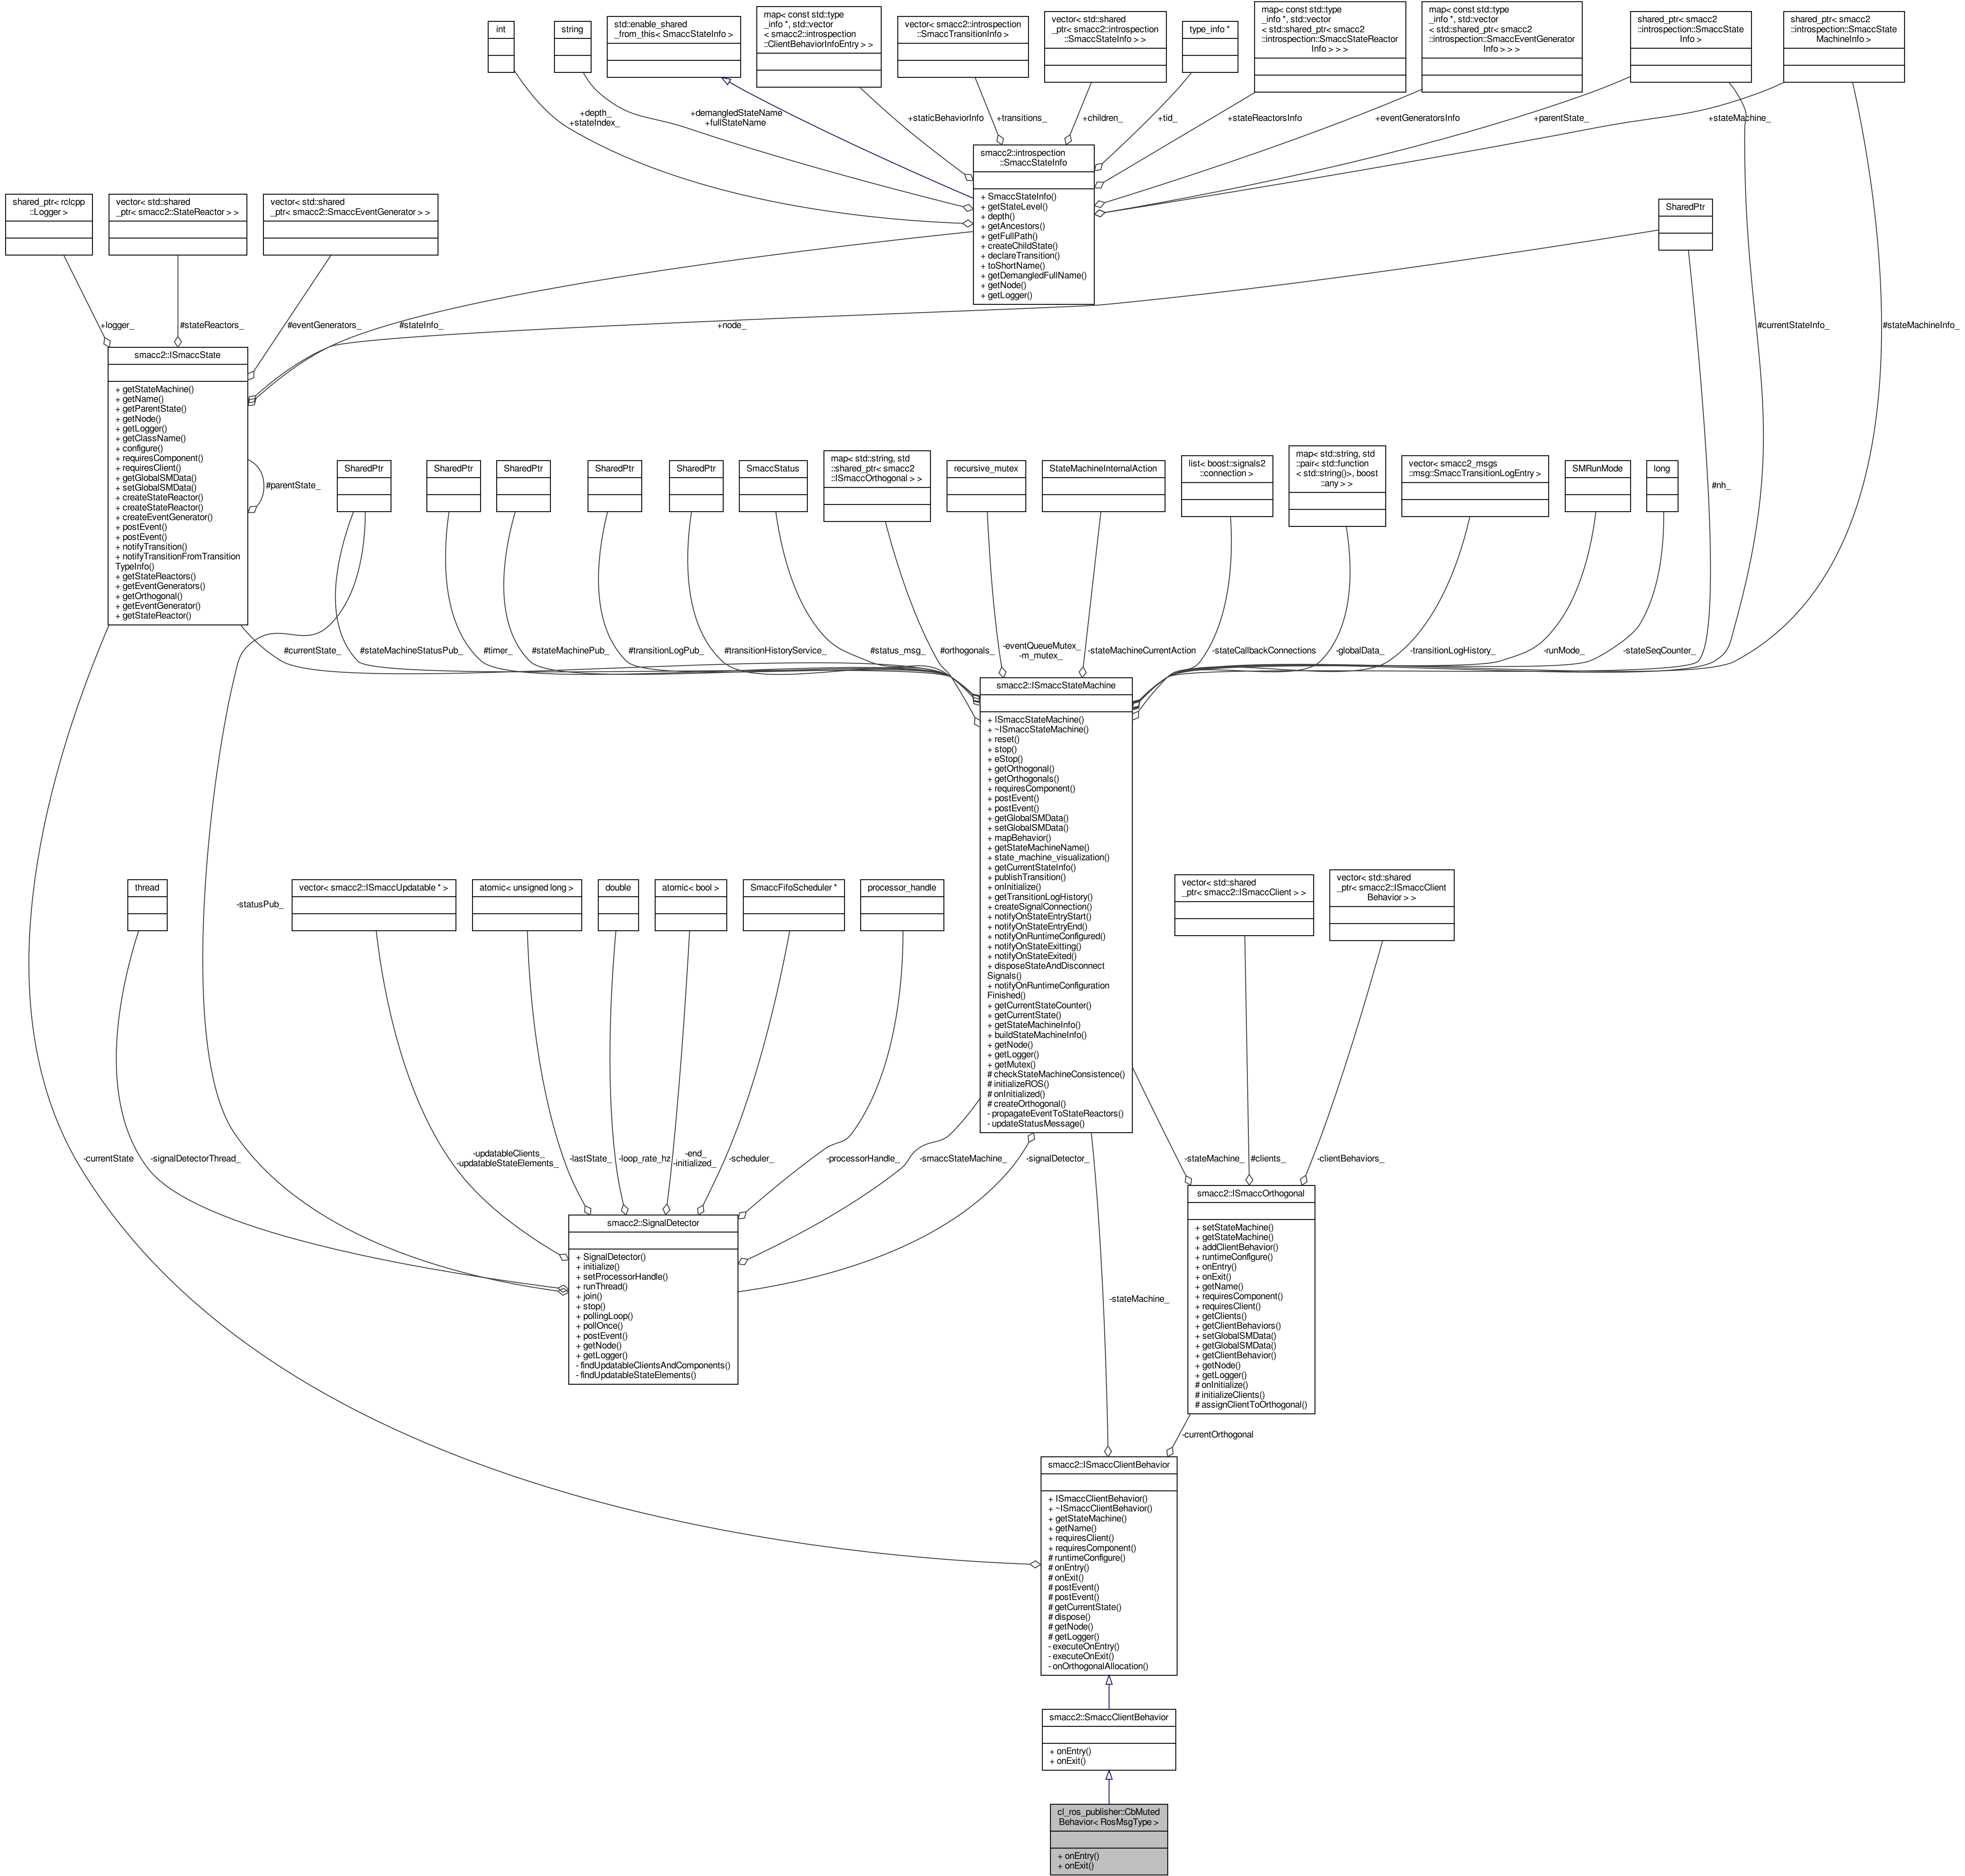 int
string
std::enable_shared
_from_this< SmaccStateInfo >
map< const std::type
_info *, std::vector
< smacc2::introspection
::ClientBehaviorInfoEntry > >
vector< smacc2::introspection
::SmaccTransitionInfo >
vector< std::shared
_ptr< smacc2::introspection
::SmaccStateInfo > >
type_info *
map< const std::type
_info *, std::vector
< std::shared_ptr< smacc2
::introspection::SmaccStateReactor
Info > > >
map< const std::type
_info *, std::vector
< std::shared_ptr< smacc2
::introspection::SmaccEventGenerator
Info > > >
shared_ptr< smacc2
::introspection::SmaccState
Info >
shared_ptr< smacc2
::introspection::SmaccState
MachineInfo >
+depth_
+stateIndex_
+demangledStateName
+fullStateName
+staticBehaviorInfo
+transitions_
+children_
+tid_
+stateReactorsInfo
+eventGeneratorsInfo
+parentState_
+stateMachine_
smacc2::introspection
::SmaccStateInfo
+ SmaccStateInfo()
+ getStateLevel()
+ depth()
+ getAncestors()
+ getFullPath()
+ createChildState()
+ declareTransition()
+ toShortName()
+ getDemangledFullName()
+ getNode()
+ getLogger()
shared_ptr< rclcpp
::Logger >
vector< std::shared
_ptr< smacc2::StateReactor > >
vector< std::shared
_ptr< smacc2::SmaccEventGenerator > >
SharedPtr
+logger_
#stateReactors_
#eventGenerators_
#stateInfo_
+node_
#currentStateInfo_
#stateMachineInfo_
smacc2::ISmaccState
+ getStateMachine()
+ getName()
+ getParentState()
+ getNode()
+ getLogger()
+ getClassName()
+ configure()
+ requiresComponent()
+ requiresClient()
+ getGlobalSMData()
+ setGlobalSMData()
+ createStateReactor()
+ createStateReactor()
+ createEventGenerator()
+ postEvent()
+ postEvent()
+ notifyTransition()
+ notifyTransitionFromTransition
TypeInfo()
+ getStateReactors()
+ getEventGenerators()
+ getOrthogonal()
+ getEventGenerator()
+ getStateReactor()
#parentState_
SharedPtr
SharedPtr
SharedPtr
SharedPtr
SharedPtr
SmaccStatus
map< std::string, std
::shared_ptr< smacc2
::ISmaccOrthogonal > >
recursive_mutex
StateMachineInternalAction
list< boost::signals2
::connection >
map< std::string, std
::pair< std::function
< std::string()>, boost
::any > >
vector< smacc2_msgs
::msg::SmaccTransitionLogEntry >
SMRunMode
long
#nh_
#currentState_
#stateMachineStatusPub_
#timer_
#stateMachinePub_
#transitionLogPub_
#transitionHistoryService_
#status_msg_
#orthogonals_
-eventQueueMutex_
-m_mutex_
-stateMachineCurrentAction
-stateCallbackConnections
-globalData_
-transitionLogHistory_
-runMode_
-stateSeqCounter_
smacc2::ISmaccStateMachine
+ ISmaccStateMachine()
+ ~ISmaccStateMachine()
+ reset()
+ stop()
+ eStop()
+ getOrthogonal()
+ getOrthogonals()
+ requiresComponent()
+ postEvent()
+ postEvent()
+ getGlobalSMData()
+ setGlobalSMData()
+ mapBehavior()
+ getStateMachineName()
+ state_machine_visualization()
+ getCurrentStateInfo()
+ publishTransition()
+ onInitialize()
+ getTransitionLogHistory()
+ createSignalConnection()
+ notifyOnStateEntryStart()
+ notifyOnStateEntryEnd()
+ notifyOnRuntimeConfigured()
+ notifyOnStateExitting()
+ notifyOnStateExited()
+ disposeStateAndDisconnect
Signals()
+ notifyOnRuntimeConfiguration
Finished()
+ getCurrentStateCounter()
+ getCurrentState()
+ getStateMachineInfo()
+ buildStateMachineInfo()
+ getNode()
+ getLogger()
+ getMutex()
# checkStateMachineConsistence()
# initializeROS()
# onInitialized()
# createOrthogonal()
- propagateEventToStateReactors()
- updateStatusMessage()
thread
-statusPub_
vector< smacc2::ISmaccUpdatable * >
atomic< unsigned long >
double
atomic< bool >
SmaccFifoScheduler *
processor_handle
vector< std::shared
_ptr< smacc2::ISmaccClient > >
vector< std::shared
_ptr< smacc2::ISmaccClient
Behavior > >
-currentState
-signalDetectorThread_
-updatableClients_
-updatableStateElements_
-lastState_
-loop_rate_hz
-end_
-initialized_
-scheduler_
-processorHandle_
-smaccStateMachine_
-signalDetector_
-stateMachine_
#clients_
-clientBehaviors_
smacc2::SignalDetector
+ SignalDetector()
+ initialize()
+ setProcessorHandle()
+ runThread()
+ join()
+ stop()
+ pollingLoop()
+ pollOnce()
+ postEvent()
+ getNode()
+ getLogger()
- findUpdatableClientsAndComponents()
- findUpdatableStateElements()
smacc2::ISmaccOrthogonal
+ setStateMachine()
+ getStateMachine()
+ addClientBehavior()
+ runtimeConfigure()
+ onEntry()
+ onExit()
+ getName()
+ requiresComponent()
+ requiresClient()
+ getClients()
+ getClientBehaviors()
+ setGlobalSMData()
+ getGlobalSMData()
+ getClientBehavior()
+ getNode()
+ getLogger()
# onInitialize()
# initializeClients()
# assignClientToOrthogonal()
-stateMachine_
-currentOrthogonal
smacc2::ISmaccClientBehavior
+ ISmaccClientBehavior()
+ ~ISmaccClientBehavior()
+ getStateMachine()
+ getName()
+ requiresClient()
+ requiresComponent()
# runtimeConfigure()
# onEntry()
# onExit()
# postEvent()
# postEvent()
# getCurrentState()
# dispose()
# getNode()
# getLogger()
- executeOnEntry()
- executeOnExit()
- onOrthogonalAllocation()
smacc2::SmaccClientBehavior
+ onEntry()
+ onExit()
cl_ros_publisher::CbMuted
Behavior< RosMsgType >
+ onEntry()
+ onExit()